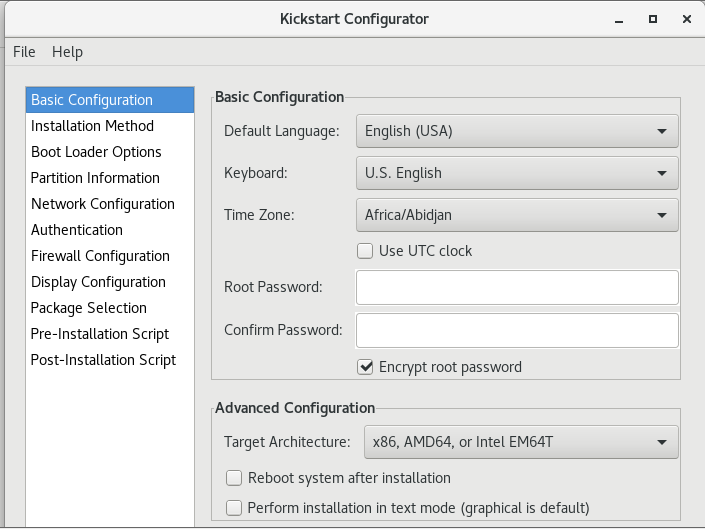 Kickstart Configurator
File Help
Basic Configuration
Installation Method
Boot Loader Options
Partition Information
Network Configuration
Authentication
Firewall Configuration
Display Configuration
Package Selection
Pre-Installation Script
Post-Installation Script
Basic Configuration
Default Language: English (USA)
Keyboard: U.S. English
Time Zone: Africa/Abidjan
Use UTC clock
Root Password:
Confirm Password:
Encrypt root password
Advanced Configuration
Target Architecture: x86, AMD64, or Intel EM64T
Reboot system after installation
Perform installation in text mode (graphical is default)